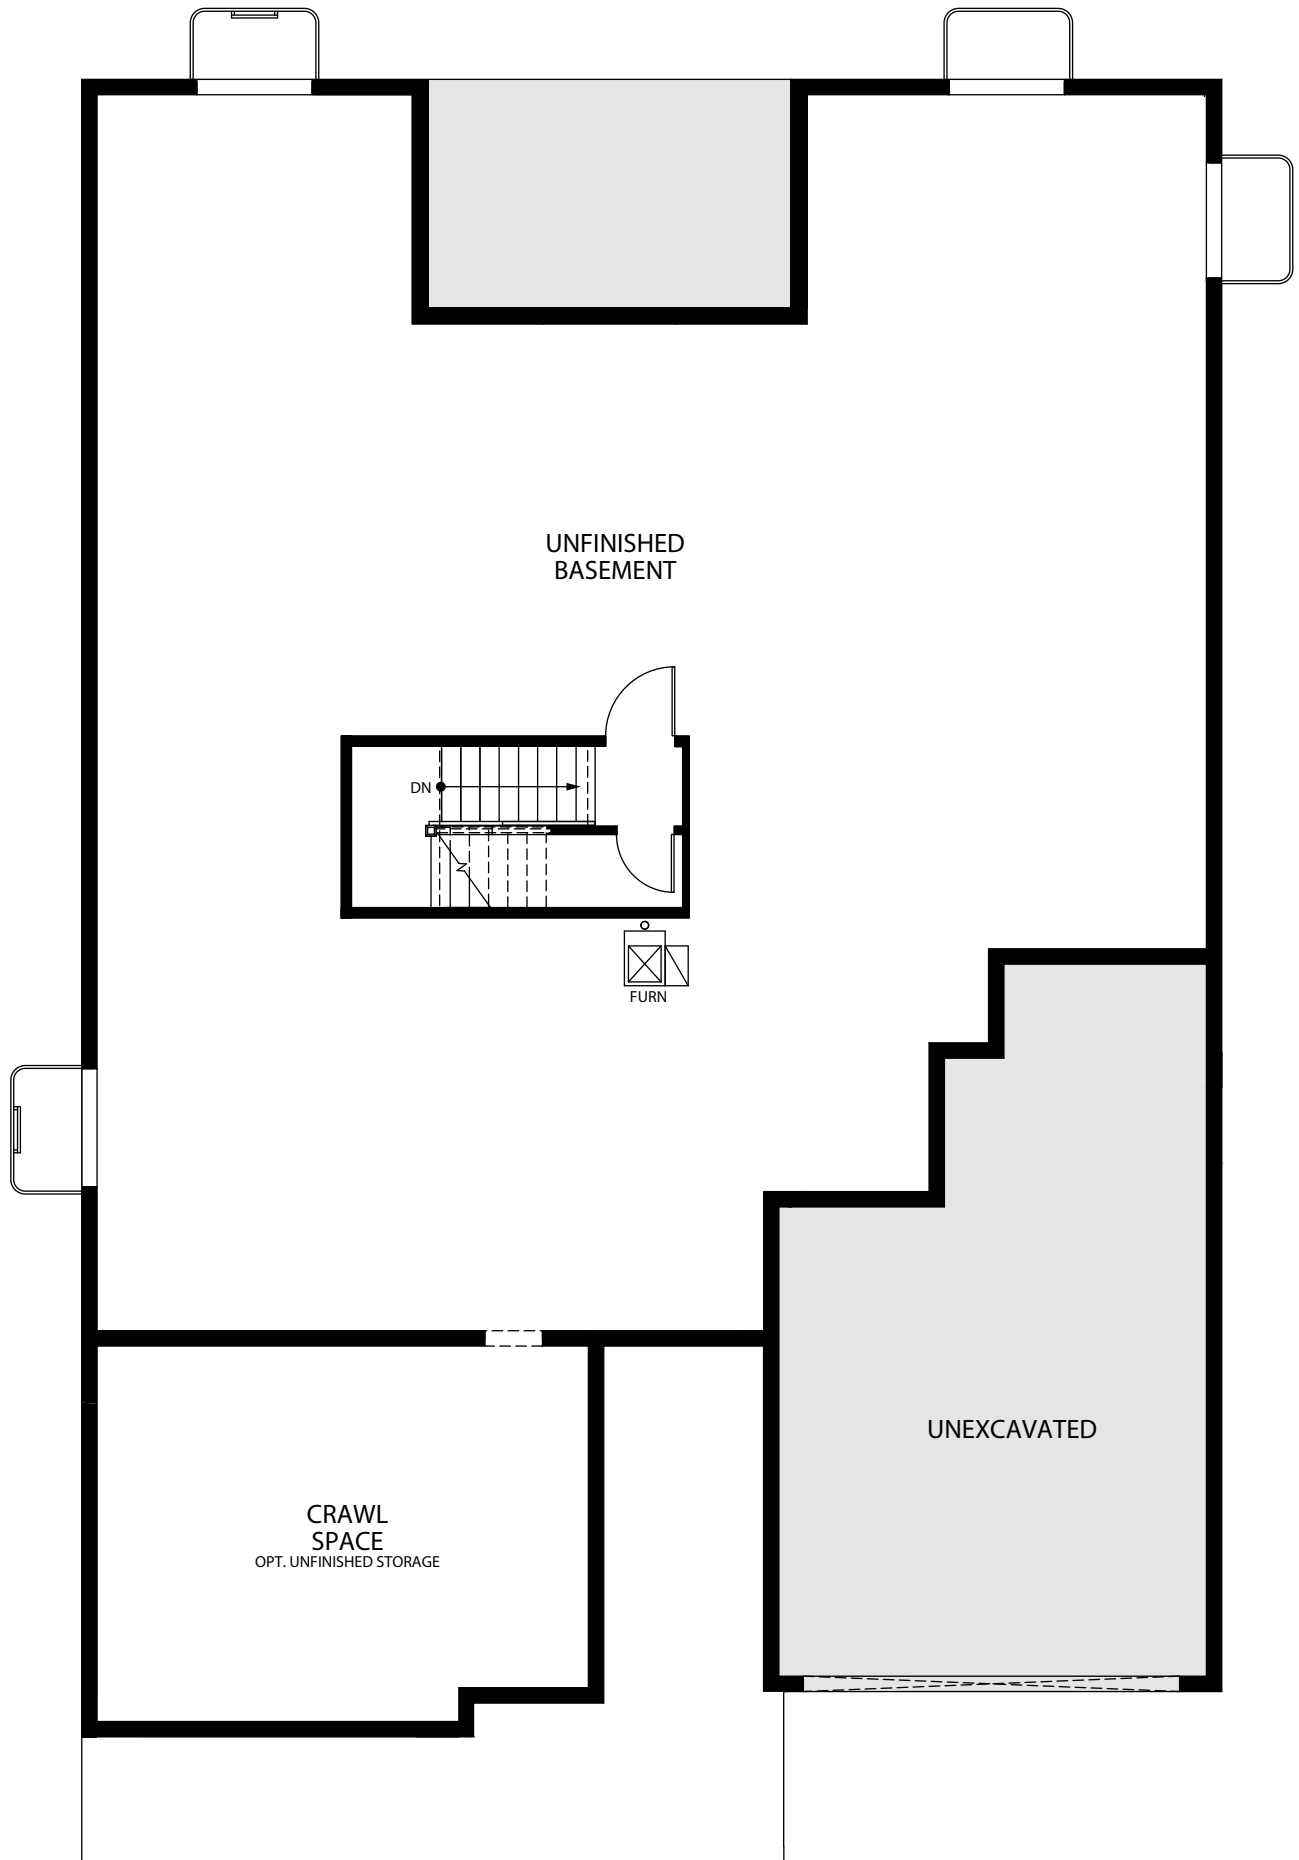 UNFINISHED
BASEMENT
DN
FURN
UNEXCAVATED
CRAWL
SPACE
OPT. UNFINISHED STORAGE